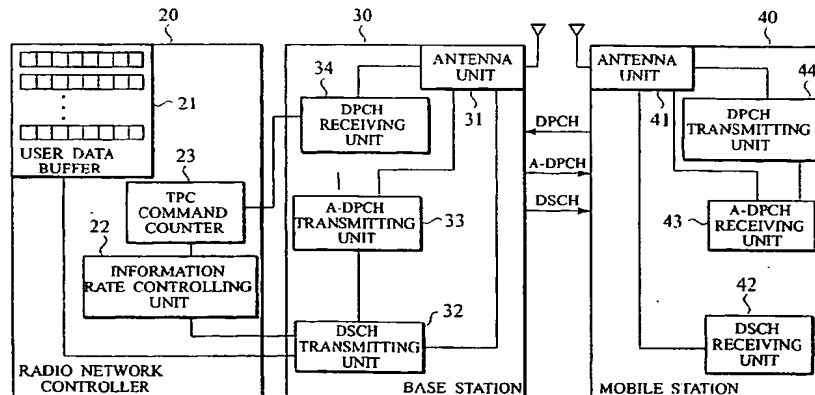 20
30
40
21
USER DATA
BUFFER
23
TPC
COMMAND
COUNTER
22
INFORMATION
RATE CONTROLLING
UNIT
RADIO NETWORK
CONTROLLER
ANTENNA
UNIT
31
34
DPCH
RECEIVING
UNIT
A-DPCH
TRANSMITTING
UNIT
33
DSCH
TRANSMITTING
UNIT
32
BASE STATION
DPCH
A-DPCH
DSCH
ANTENNA
UNIT
41
44
DPCH
TRANSMITTING
UNIT
A-DPCH
RECEIVING
UNIT
43
42
DSCH
RECEIVING
UNIT
MOBILE STATION